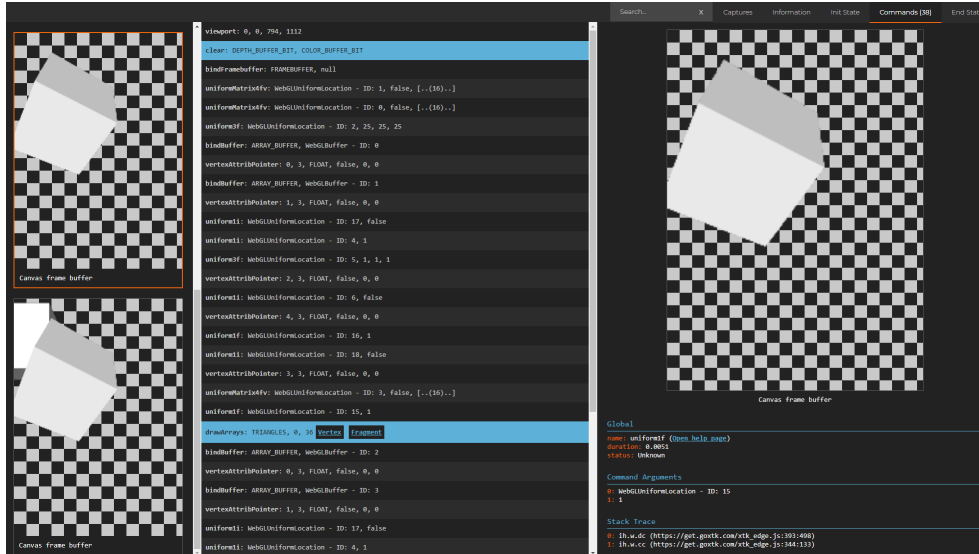 Search... X Captures Information Init State Commands (38) End Stat
Canvas frame buffer
Canvas frame buffer
viewport: 0, 0, 794, 1112
clear: DEPTH_BUFFER_BIT, COLOR_BUFFER_BIT
bindFramebuffer: FRAMEBUFFER, null
uniformMatrix4fv: WebGLUniformLocation - ID: 1, false, [..(16)..]
uniformMatrix4fv: WebGLUniformLocation - ID: 0, false, [..(16)..]
uniform3f: WebGLUniformLocation - ID: 2, 25, 25, 25
bindBuffer: ARRAY_BUFFER, WebGLBuffer - ID: 0
vertexAttribPointer: 0, 3, FLOAT, false, 0, 0
bindBuffer: ARRAY_BUFFER, WebGLBuffer - ID: 1
vertexAttribPointer: 1, 3, FLOAT, false, 0, 0
uniform1i: WebGLUniformLocation - ID: 17, false
uniform1i: WebGLUniformLocation - ID: 4, 1
uniform3f: WebGLUniformLocation - ID: 5, 1, 1, 1
vertexAttribPointer: 2, 3, FLOAT, false, 0, 0
uniform1i: WebGLUniformLocation - ID: 6, false
vertexAttribPointer: 4, 3, FLOAT, false, 0, 0
uniform1f: WebGLUniformLocation - ID: 16, 1
uniform1i: WebGLUniformLocation - ID: 18, false
vertexAttribPointer: 3, 3, FLOAT, false, 0, 0
uniformMatrix4fv: WebGLUniformLocation - ID: 3, false, [..(16)..]
uniform1f: WebGLUniformLocation - ID: 15, 1
drawArrays: TRIANGLES, 0, 36 Vertex Fragment
bindBuffer: ARRAY_BUFFER, WebGLBuffer - ID: 2
vertexAttribPointer: 0, 3, FLOAT, false, 0, 0
bindBuffer: ARRAY_BUFFER, WebGLBuffer - ID: 3
vertexAttribPointer: 1, 3, FLOAT, false, 0, 0
uniform1i: WebGLUniformLocation - ID: 17, false
uniform1i: WebGLUniformLocation - ID: 4, 1
Canvas frame buffer
Global
name: uniform1f (Open help page)
duration: 0.0051
status: Unknown
Command Arguments
0: WebGLUniformLocation - ID: 15
1: 1
Stack Trace
0: ih.w.dc (https://get.goxtk.com/xtk_edge.js:393:498)
1: ih.w.cc (https://get.goxtk.com/xtk_edge.js:344:133)